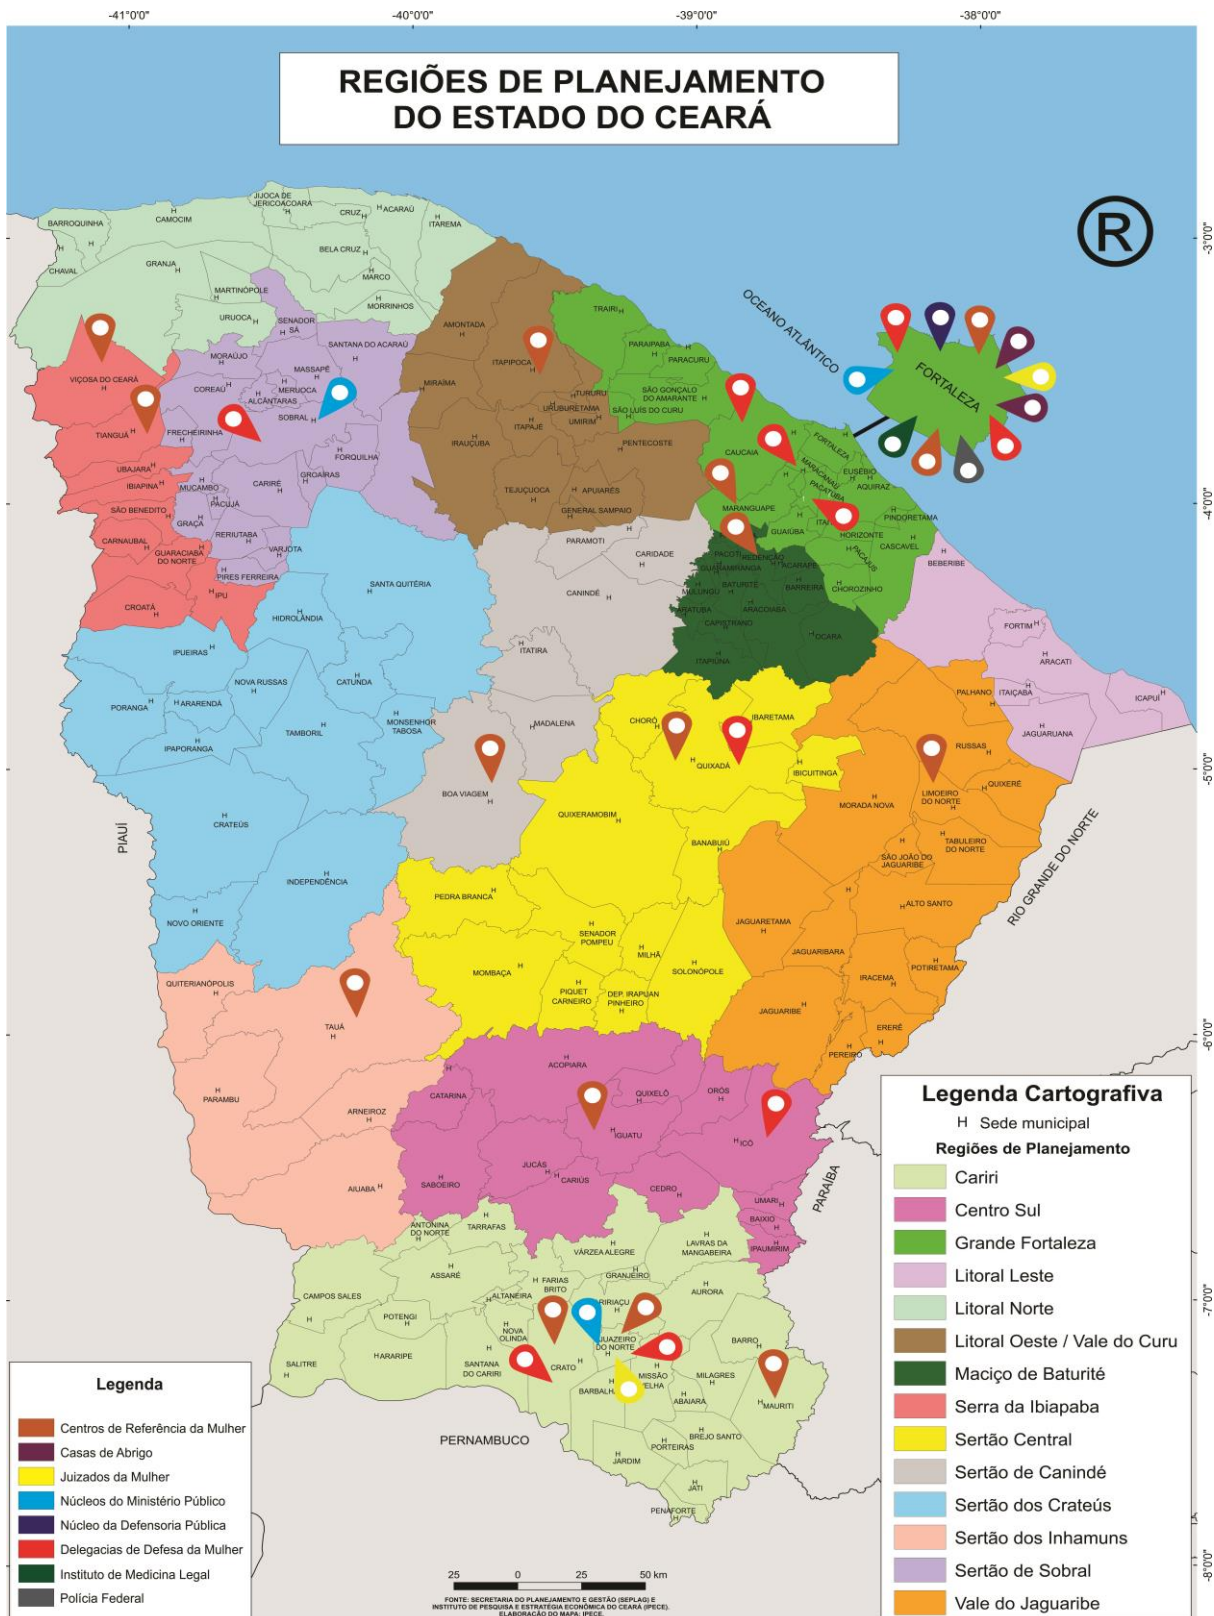 -41°0'0"
-40°0'0"
-39°0'0"
-38°0'0"
REGIÕES DE PLANEJAMENTO
DO ESTADO DO CEARÁ
®
-3°0'0"
-4°0'0"
-5°0'0"
-6°0'0"
-7°0'0"
-8°0'0"
OCEANO ATLÂNTICO
FORTALEZA
PIAUÍ
RIO GRANDE DO NORTE
PARAÍBA
PERNAMBUCO
JIJOCA DE
JERICOACOARA
CRUZ
ACARAÚ
ITAREMA
BARROQUINHA
CAMOCIM
CHAVAL
GRANJA
BELA CRUZ
MARCO
MARTINÓPOLE
MORRINHOS
URUOCA
SENADOR
SÁ
SANTANA DO ACARAÚ
MORAÚJO
MASSAPÊ
COREAÚ
MERUOCA
ALCÂNTARAS
SOBRAL
FRECHEIRINHA
FORQUILHA
GROAÍRAS
MUCAMBO
CARIRÉ
PACUJÁ
GRAÇA
RERIUTABA
VARJOTA
PIRES FERREIRA
VIÇOSA DO CEARÁ
TIANGUÁ
UBAJARA
IBIAPINA
SÃO BENEDITO
CARNAUBAL
GUARACIABA
DO NORTE
CROATÁ
IPU
AMONTADA
ITAPIPOCA
MIRAÍMA
TURURU
URUBURETAMA
UMIRIM
ITAPAJÉ
IRAUÇUBA
PENTECOSTE
TEJUÇUOCA
APUIARÉS
GENERAL SAMPAIO
TRAIRI
PARAIPABA
PARACURU
SÃO GONÇALO
DO AMARANTE
SÃO LUÍS DO CURU
CAUCAIA
FORTALEZA
MARACANAÚ
EUSÉBIO
AQUIRAZ
PACATUBA
MARANGUAPE
GUAIÚBA
HORIZONTE
PINDORETAMA
CASCAVEL
PACAJUS
CHOROZINHO
PACOTI
REDENÇÃO
GUARAMIRANGA
ACARAPE
MULUNGU
BATURITÉ
BARREIRA
ARATUBA
ARACOIABA
CAPISTRANO
OCARA
ITAPIÚNA
BEBERIBE
FORTIM
ARACATI
ITAIÇABA
ICAPUÍ
JAGUARUANA
PARAMOTI
CARIDADE
CANINDÉ
ITATIRA
MADALENA
BOA VIAGEM
SANTA QUITÉRIA
HIDROLÂNDIA
IPUEIRAS
NOVA RUSSAS
CATUNDA
PORANGA
ARARENDÁ
MONSENHOR
TABOSA
IPAPORANGA
TAMBORIL
CRATEÚS
INDEPENDÊNCIA
NOVO ORIENTE
CHORÓ
IBARETAMA
QUIXADÁ
IBICUITINGA
QUIXERAMOBIM
BANABUIÚ
PEDRA BRANCA
SENADOR
POMPEU
MILHÃ
SOLONÓPOLE
MOMBAÇA
PIQUET
CARNEIRO
DEP. IRAPUAN
PINHEIRO
PALHANO
RUSSAS
QUIXERÉ
MORADA NOVA
LIMOEIRO
DO NORTE
TABULEIRO
DO NORTE
SÃO JOÃO DO
JAGUARIBE
ALTO SANTO
JAGUARETAMA
JAGUARIBARA
POTIRETAMA
IRACEMA
JAGUARIBE
ERERÊ
PEREIRO
QUITERIANÓPOLIS
TAUÁ
PARAMBU
ARNEIROZ
AIUABA
ACOPIARA
CATARINA
QUIXELÔ
ORÓS
IGUATU
ICÓ
JUCÁS
CARIÚS
SABOEIRO
CEDRO
UMARI
BAIXIO
IPAUMIRIM
ANTONINA
DO NORTE
TARRAFAS
VÁRZEA ALEGRE
LAVRAS DA
MANGABEIRA
ASSARÉ
FARIAS
BRITO
GRANJEIRO
AURORA
CAMPOS SALES
ALTANEIRA
POTENGI
NOVA
OLINDA
JUAZEIRO
DO NORTE
BARRO
SALITRE
ARARIPE
SANTANA
DO CARIRI
CRATO
MISSÃO
MILAGRES
ABAIARA
MAURITI
BREJO SANTO
PORTEIRAS
JARDIM
JATI
PENAFORTE
Legenda
Centros de Referência da Mulher
Casas de Abrigo
Juizados da Mulher
Núcleos do Ministério Público
Núcleo da Defensoria Pública
Delegacias de Defesa da Mulher
Instituto de Medicina Legal
Polícia Federal
25 0 25 50 km
FONTE: SECRETARIA DO PLANEJAMENTO E GESTÃO (SEPLAG) E
INSTITUTO DE PESQUISA E ESTRATÉGIA ECONÔMICA DO CEARÁ (IPECE).
ELABORAÇÃO DO MAPA: IPECE.
Legenda Cartografiva
H Sede municipal
Regiões de Planejamento
Cariri
Centro Sul
Grande Fortaleza
Litoral Leste
Litoral Norte
Litoral Oeste / Vale do Curu
Maciço de Baturité
Serra da Ibiapaba
Sertão Central
Sertão de Canindé
Sertão dos Crateús
Sertão dos Inhamuns
Sertão de Sobral
Vale do Jaguaribe